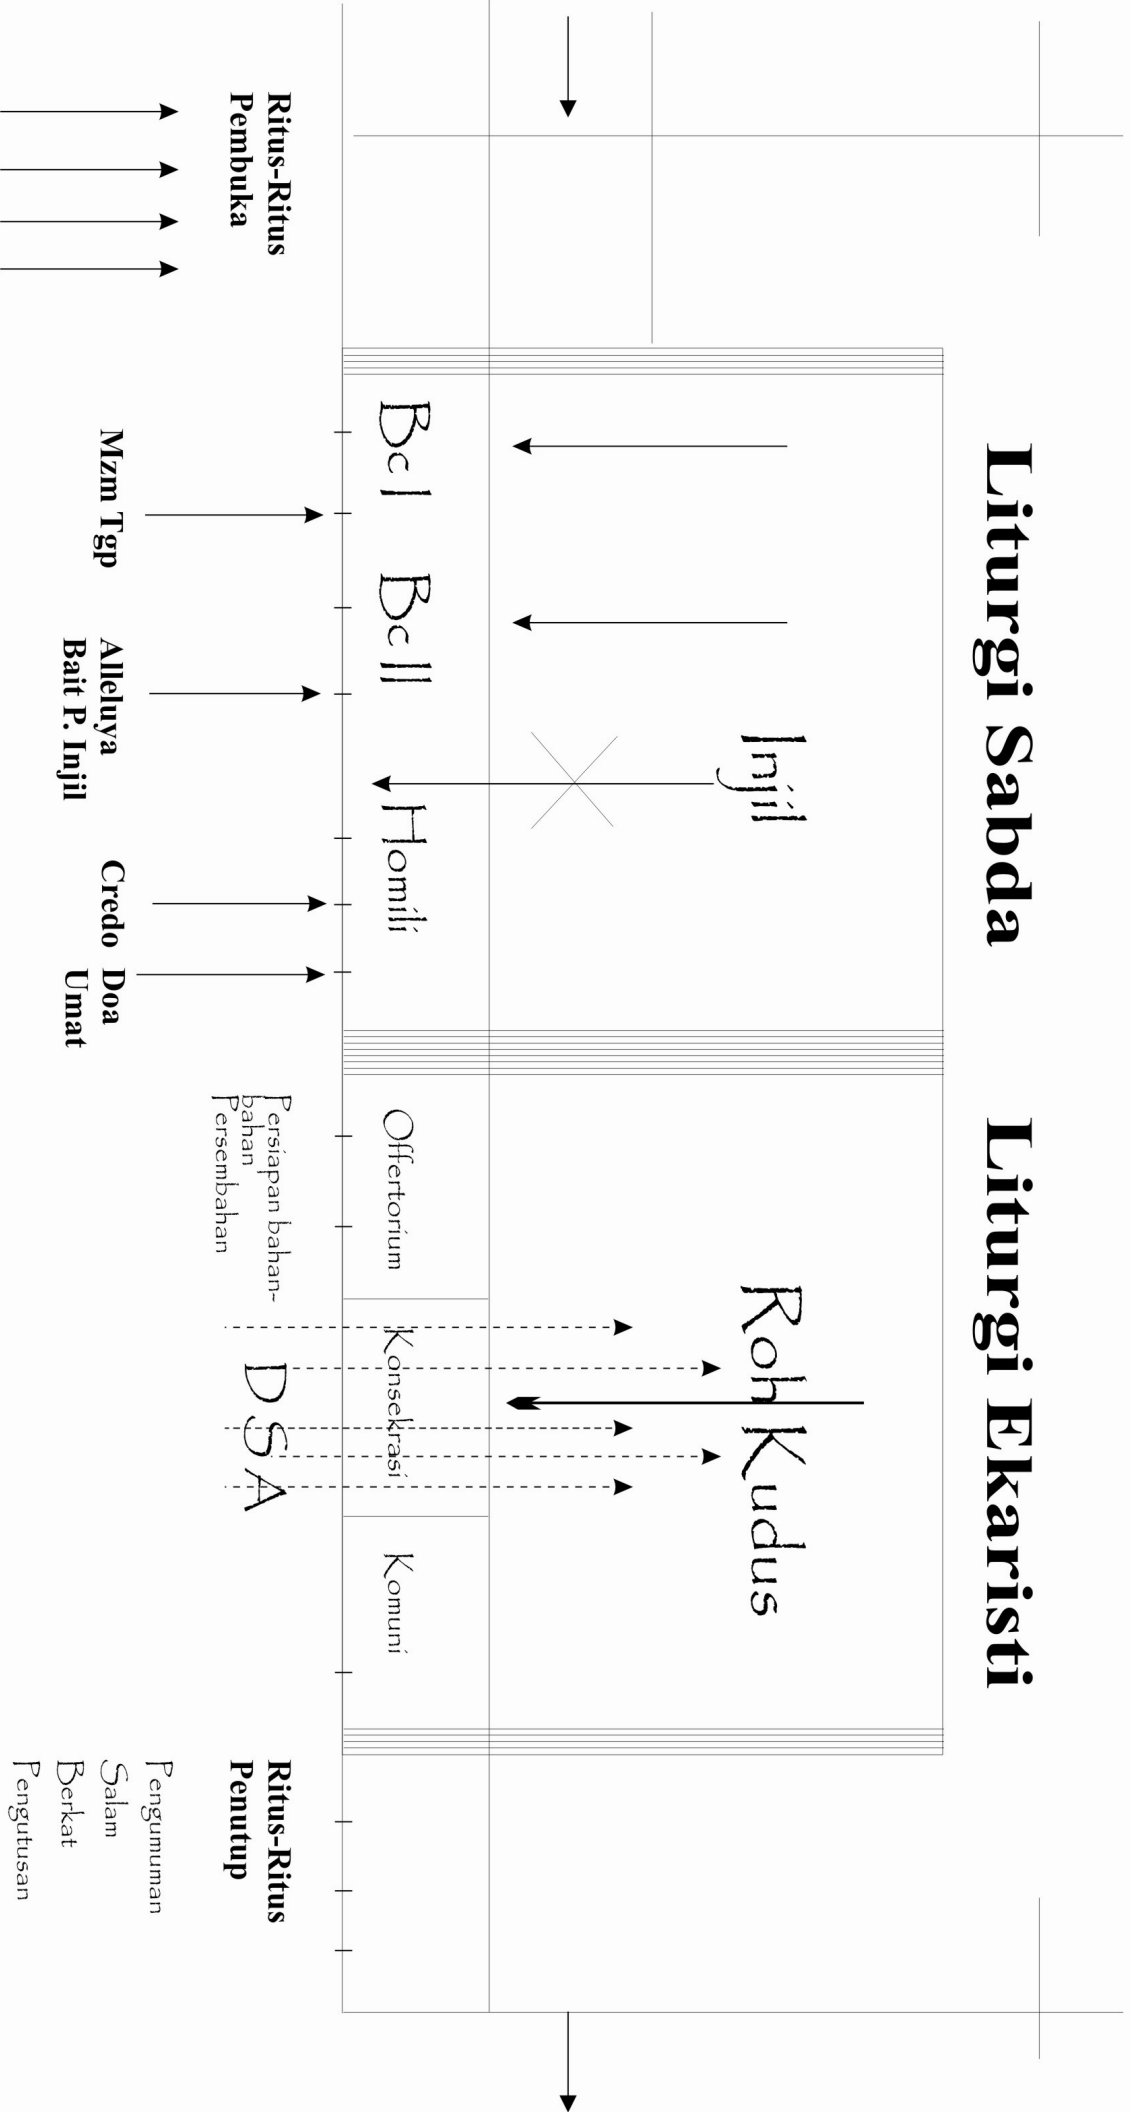 Liturgi Sabda
Liturgi Ekaristi
Injil
Roh Kudus
Bc I
Bc II
Homili
Offertorium
Konsekrasi
Komuni
Ritus-Ritus
Pembuka
Mzm Tgp
Alleluya
Bait P. Injil
Credo
Doa
Umat
Persiapan bahan-
bahan
Persembahan
D S A
Ritus-Ritus
Penutup
Pengumuman
Salam
Berkat
Pengutusan